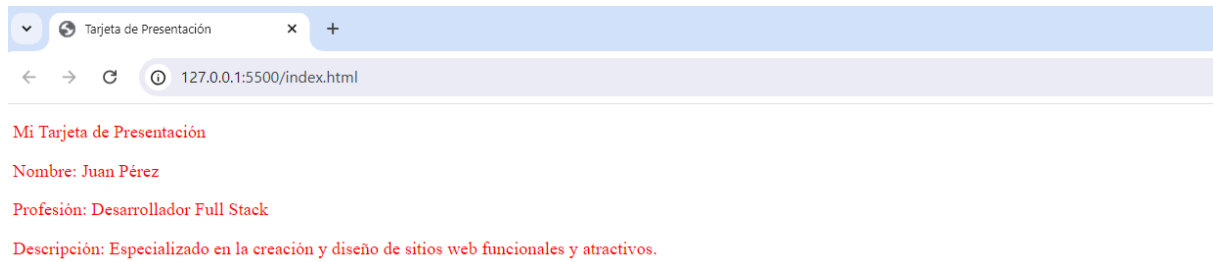 Tarjeta de Presentación
127.0.0.1:5500/index.html
Mi Tarjeta de Presentación
Nombre: Juan Pérez
Profesión: Desarrollador Full Stack
Descripción: Especializado en la creación y diseño de sitios web funcionales y atractivos.